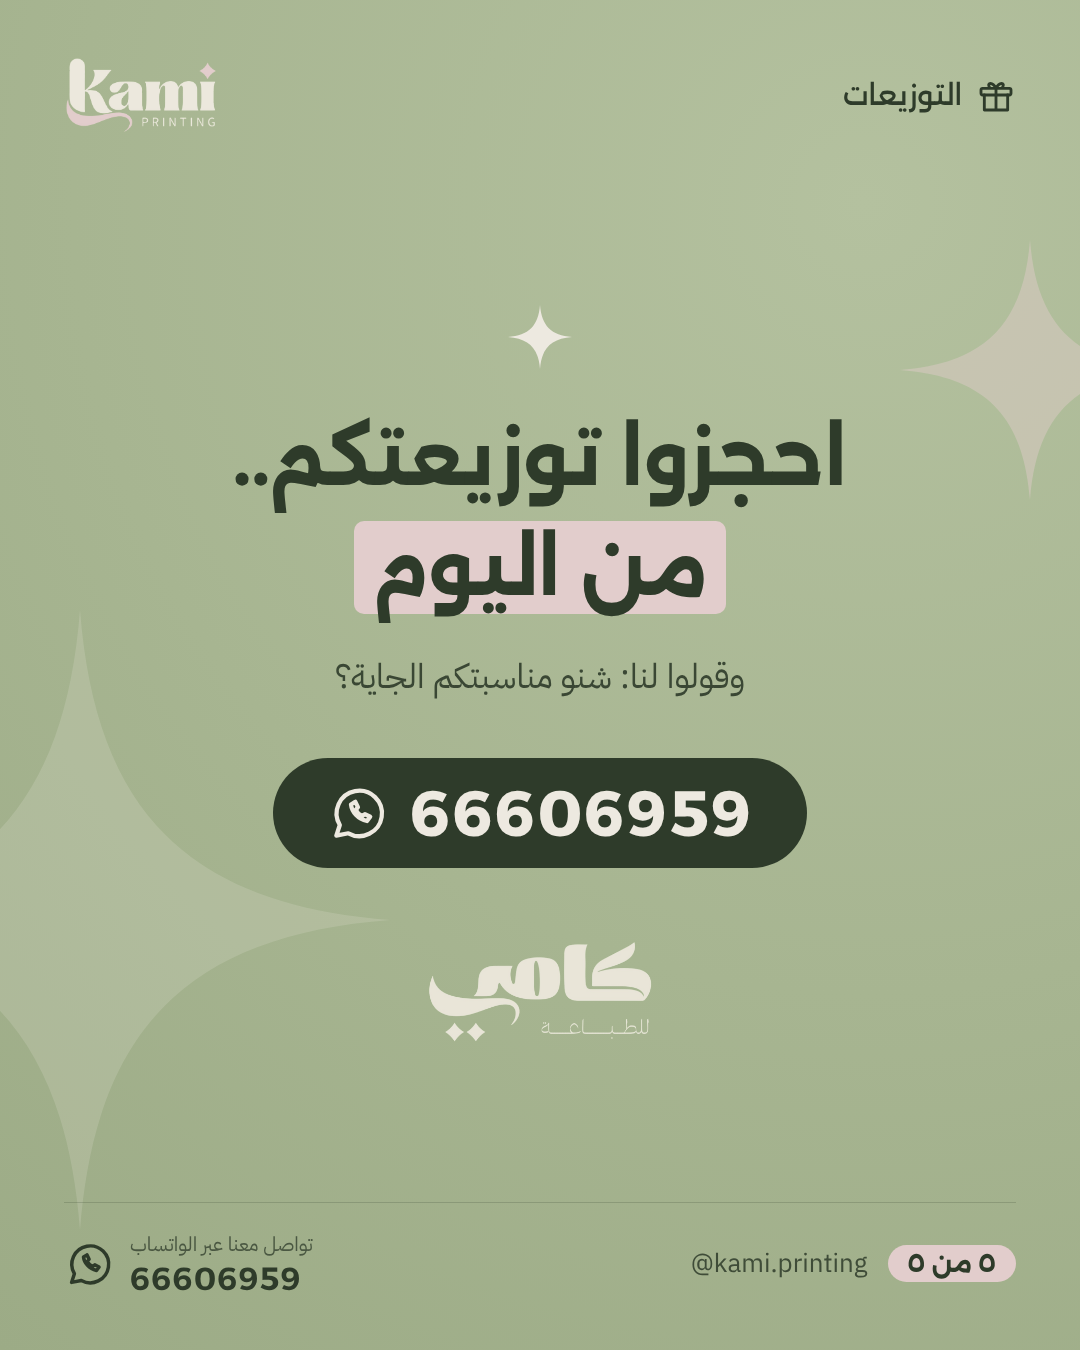 Kami
PRINTING
التوزيعات
احجزوا توزيعتكم..
من اليوم
وقولوا لنا: شنو مناسبتكم الجاية؟
66606959
كامي
للطبـاعـة
تواصل معنا عبر الواتساب
66606959
@kami.printing
٥ من ٥